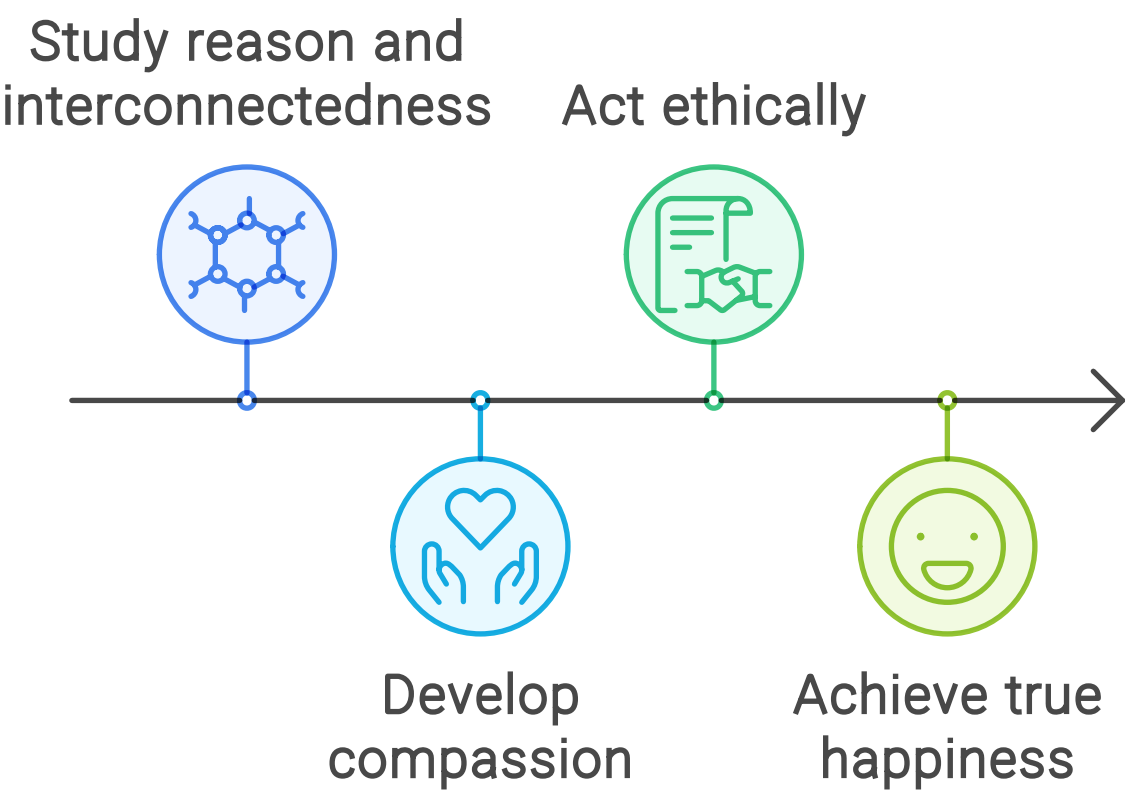 Study reason and
interconnectedness
Develop
compassion
Act ethically
Achieve true
happiness